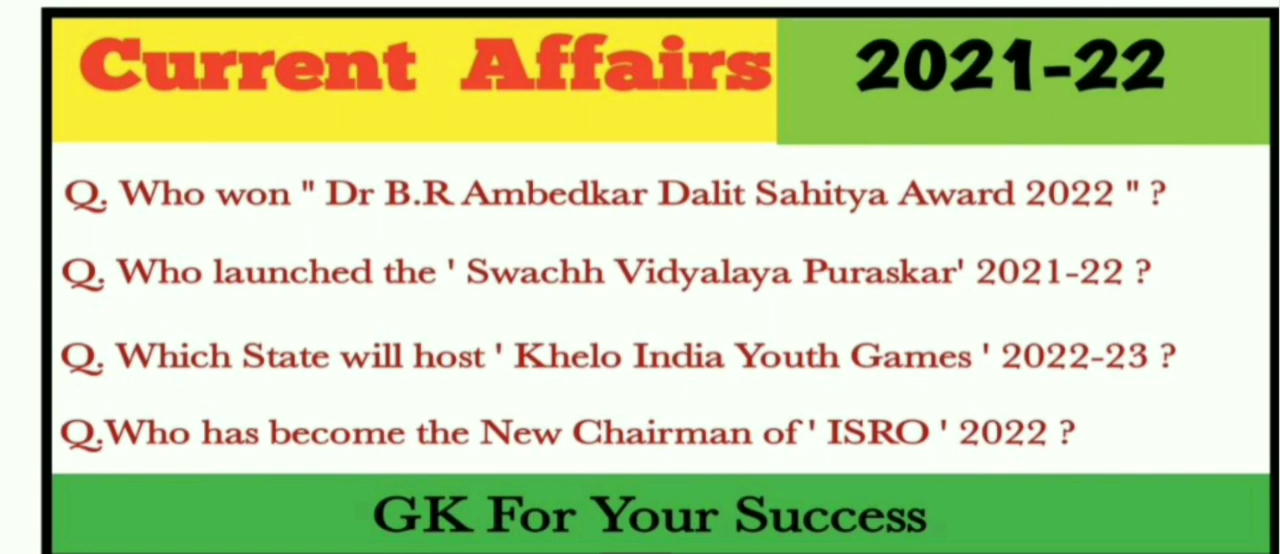 Current Affairs 2021-22
Q. Who won " Dr B.R Ambedkar Dalit Sahitya Award 2022 " ?
Q. Who launched the ' Swachh Vidyalaya Puraskar' 2021-22 ?
Q. Which State will host ' Khelo India Youth Games ' 2022-23 ?
Q.Who has become the New Chairman of ' ISRO ' 2022 ?
GK For Your Success